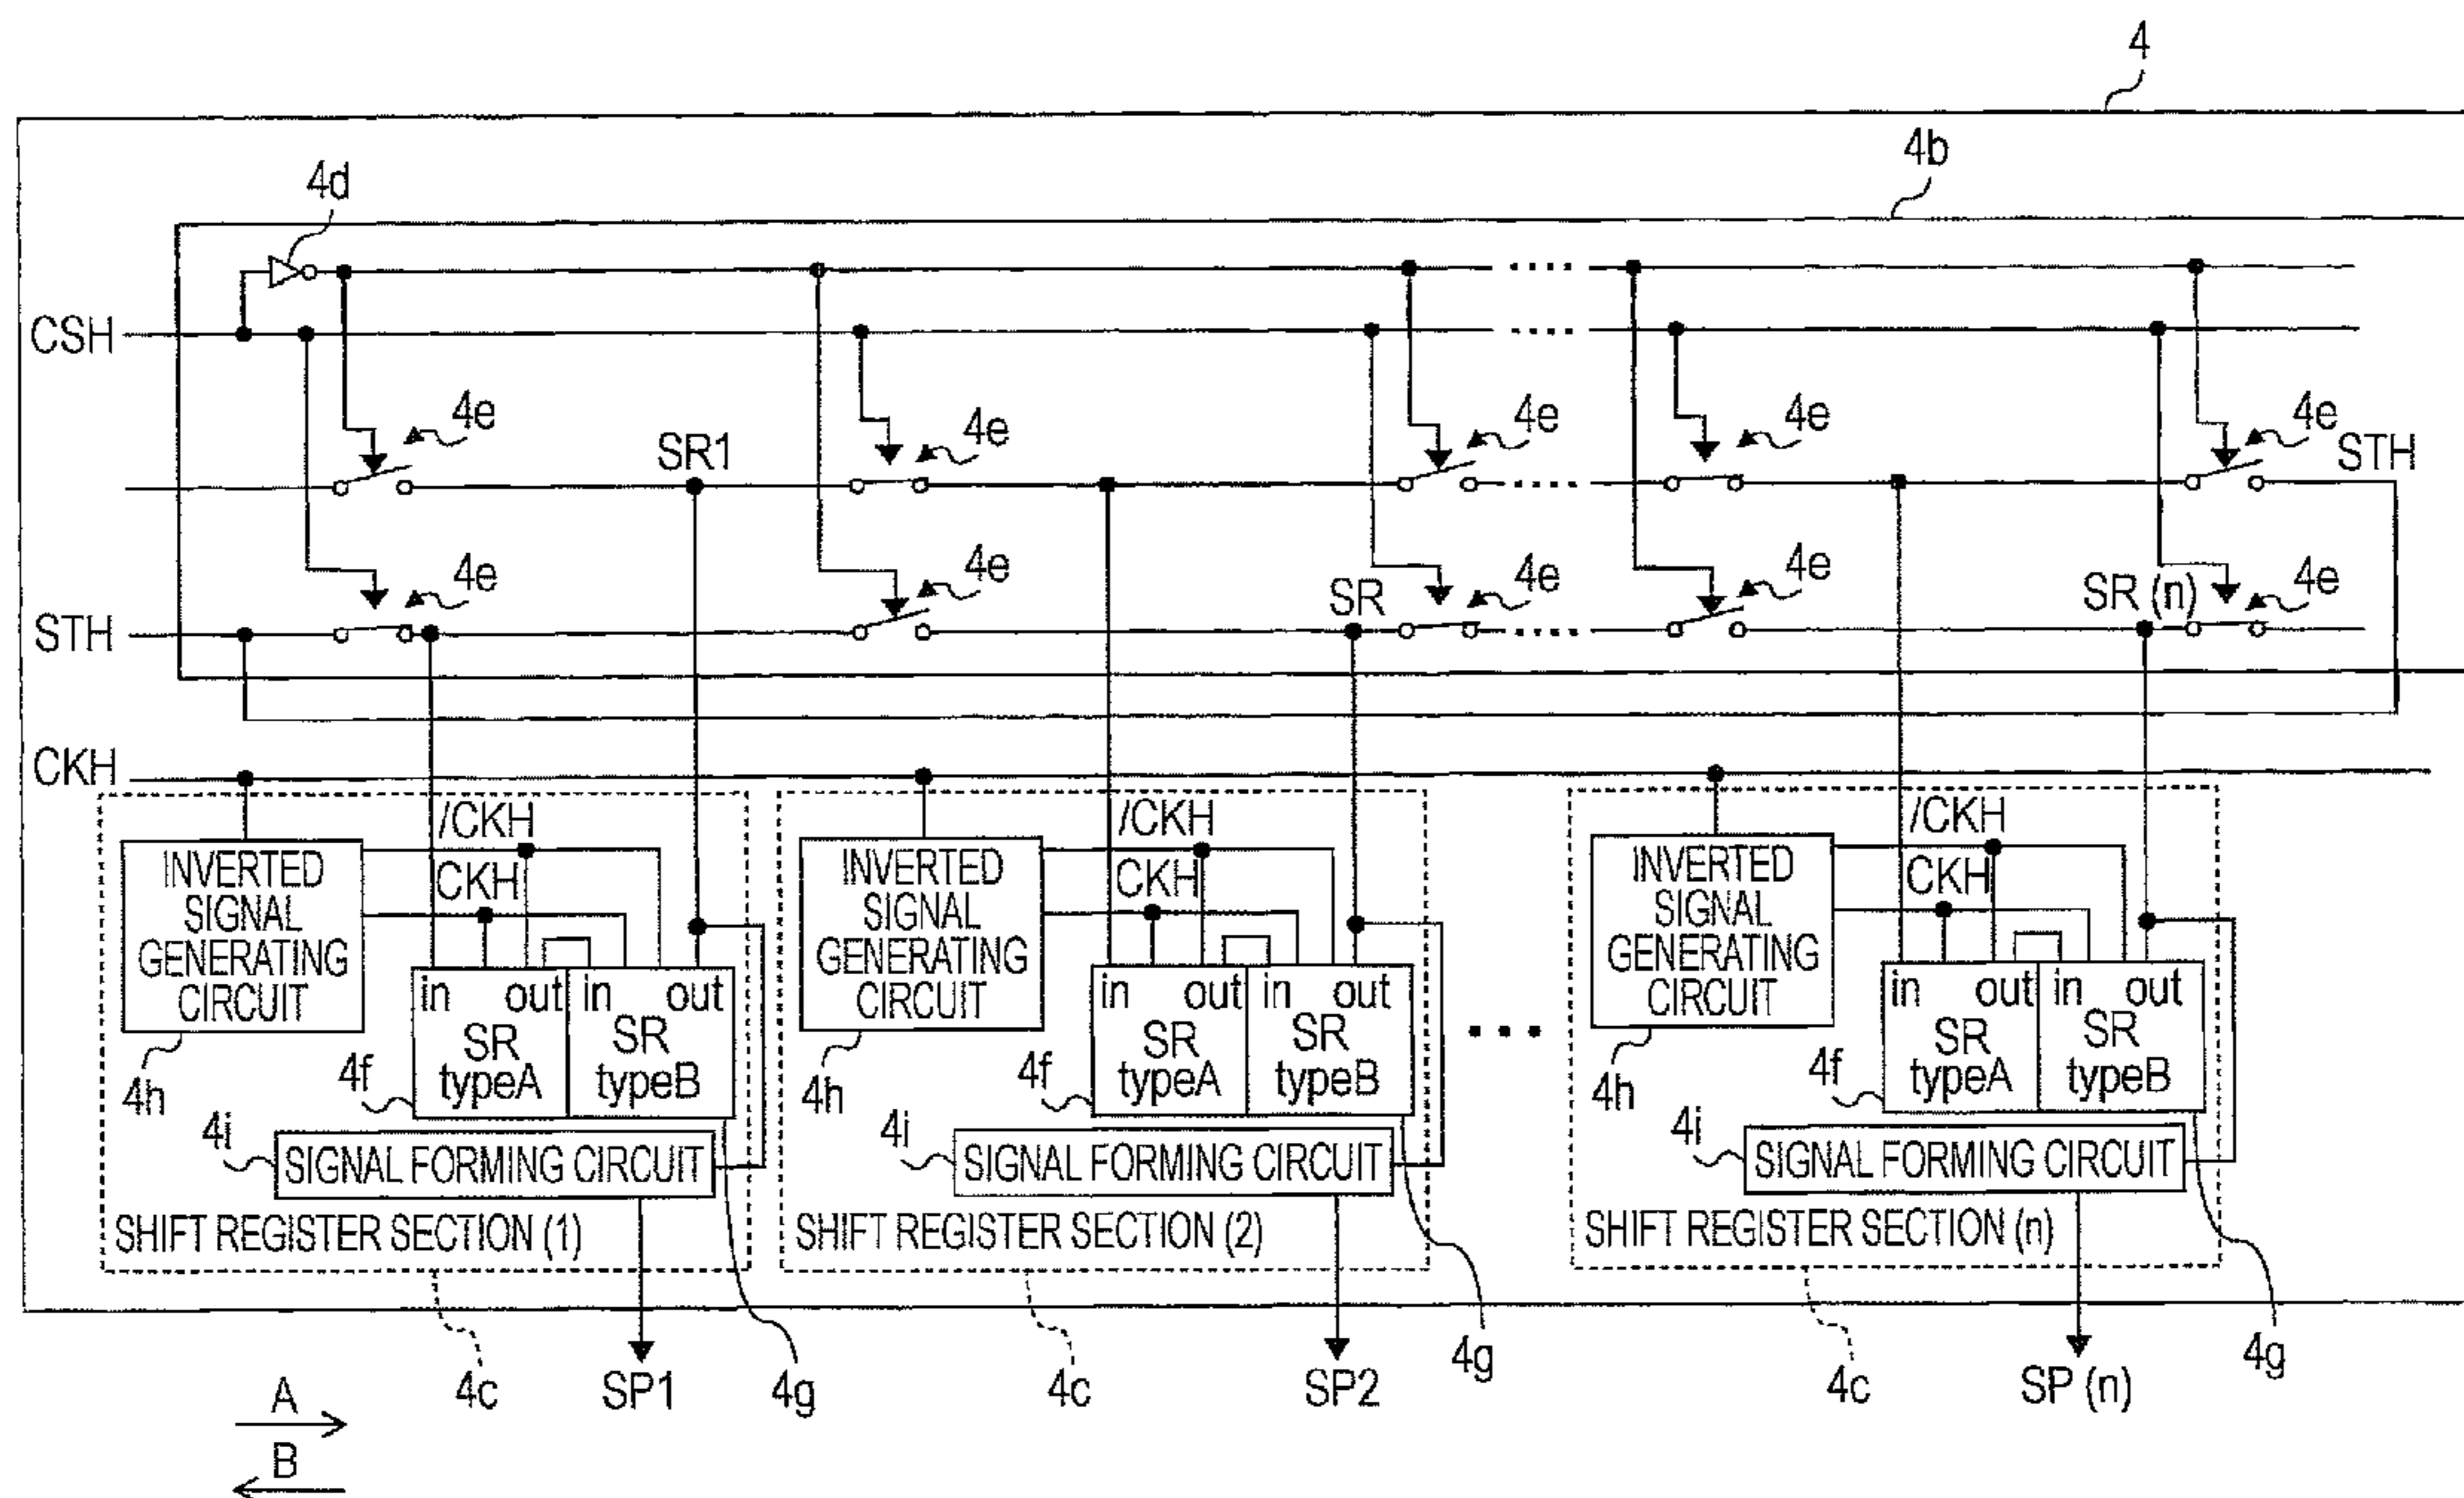 4
4b
4d
CSH
4e
4e
4e
4e
4e
SR1
STH
4e
4e
SR
4e
4e
SR (n)
4e
STH
CKH
/CKH
CKH
INVERTED
SIGNAL
GENERATING
CIRCUIT
in out in out
SR
typeA
SR
typeB
4h
4f
4i
SIGNAL FORMING CIRCUIT
SHIFT REGISTER SECTION (1)
/CKH
CKH
INVERTED
SIGNAL
GENERATING
CIRCUIT
in out in out
SR
typeA
SR
typeB
4h
4f
4i
SIGNAL FORMING CIRCUIT
SHIFT REGISTER SECTION (2)
...
/CKH
CKH
INVERTED
SIGNAL
GENERATING
CIRCUIT
in out in out
SR
typeA
SR
typeB
4h
4f
4i
SIGNAL FORMING CIRCUIT
SHIFT REGISTER SECTION (n)
4c
SP1
4g
4c
SP2
4g
4c
SP (n)
4g
A
B